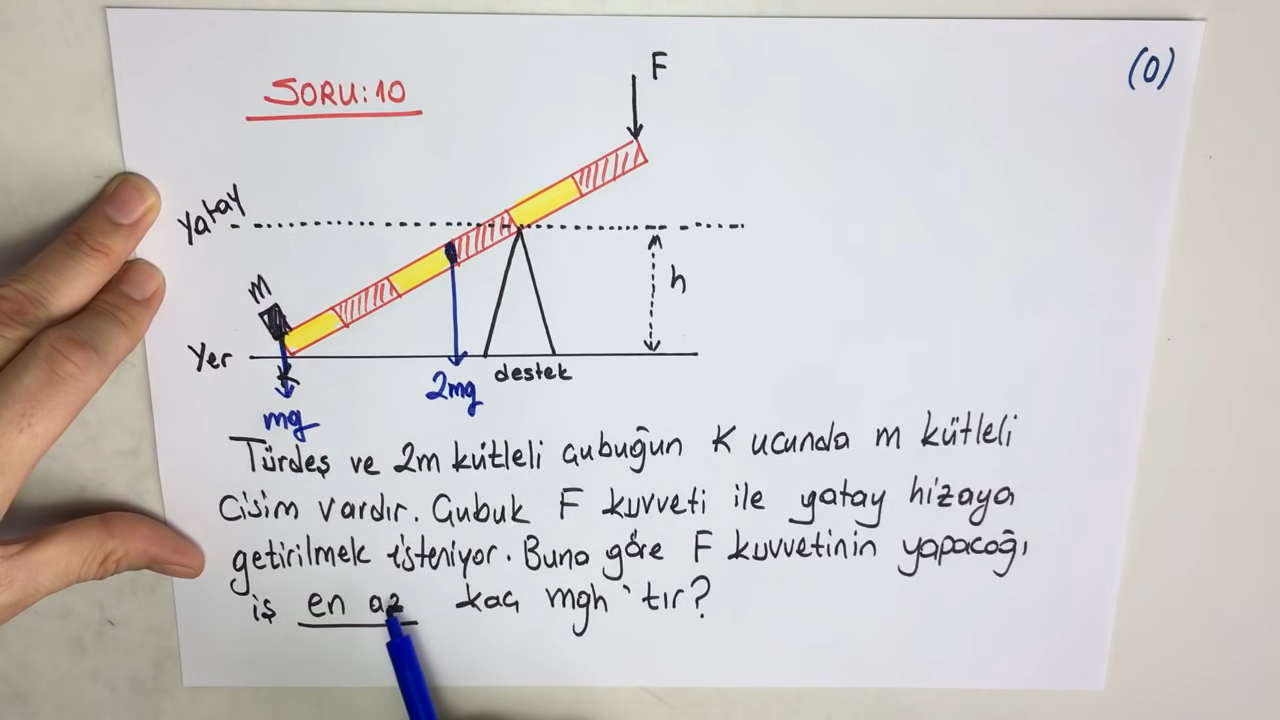 SORU:10
(0)
F
Yatay
h
m
Yer
K
destek
mg
2mg
Türdeş ve 2m kütleli çubuğun K ucunda m kütleli
cisim vardır. Çubuk F kuvveti ile yatay hizaya
getirilmek isteniyor. Buna göre F kuvvetinin yapacağı
iş en az kaç mgh'tır?